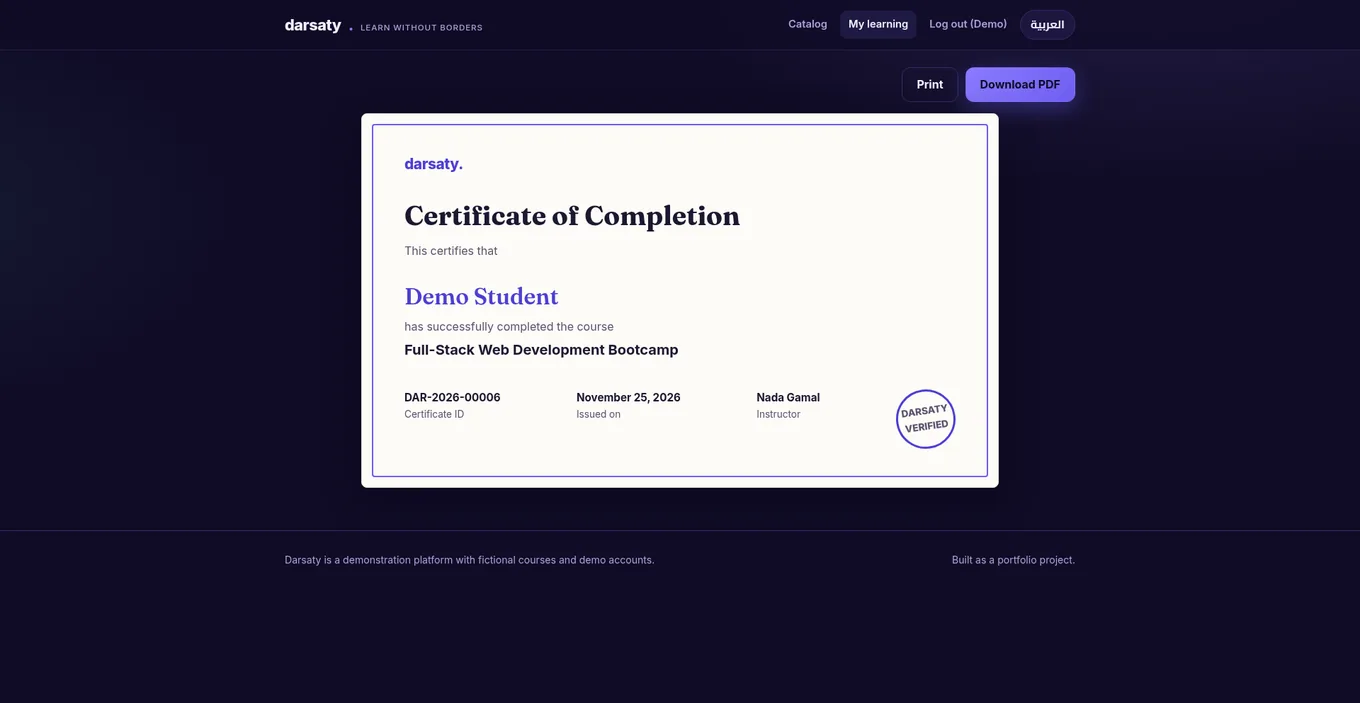 darsaty . LEARN WITHOUT BORDERS
Catalog My learning Log out (Demo) العربية
Print Download PDF
darsaty.
Certificate of Completion
This certifies that
Demo Student
has successfully completed the course
Full-Stack Web Development Bootcamp
DAR-2026-00006 November 25, 2026 Nada Gamal
Certificate ID Issued on Instructor
DARSATY
VERIFIED
Darsaty is a demonstration platform with fictional courses and demo accounts. Built as a portfolio project.